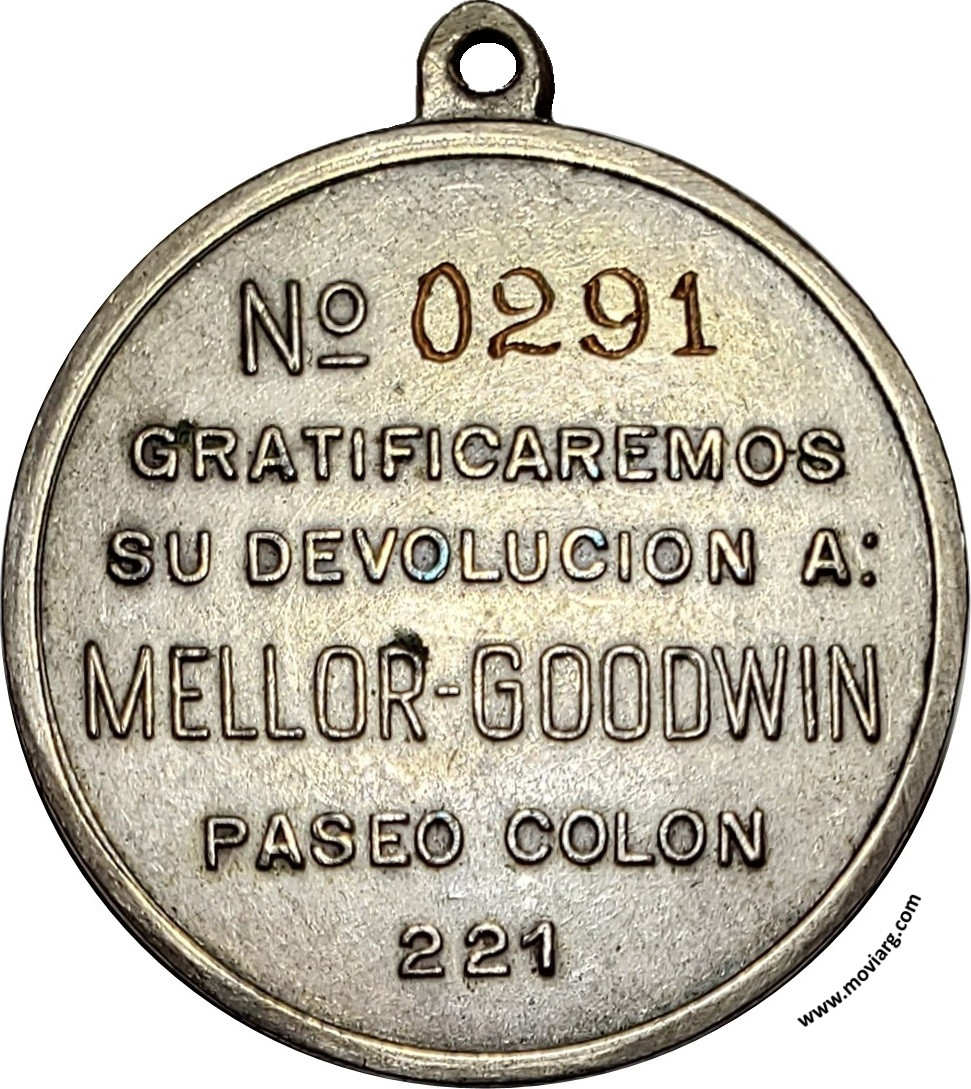 Nº 0291
GRATIFICAREMOS
SU DEVOLUCION A:
MELLOR-GOODWIN
PASEO COLON
221
www.moviarg.com